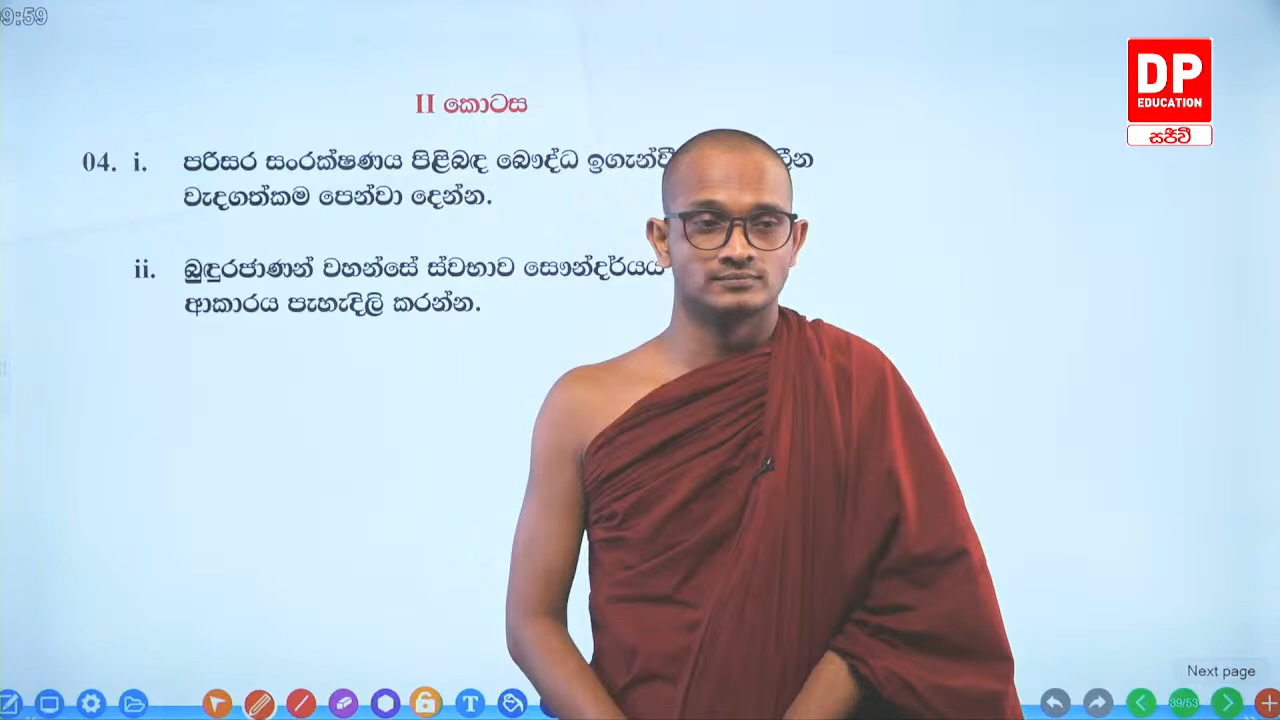 9:59
DP
EDUCATION
සජීවී
II කොටස
04. i. පරිසර සංරක්ෂණය පිළිබඳ බෞද්ධ ඉගැන්වී
වැදගත්කම පෙන්වා දෙන්න.
ii. බුදුරජාණන් වහන්සේ ස්වභාව සෞන්දර්යය
ආකාරය පැහැදිලි කරන්න.
Next page
39/53